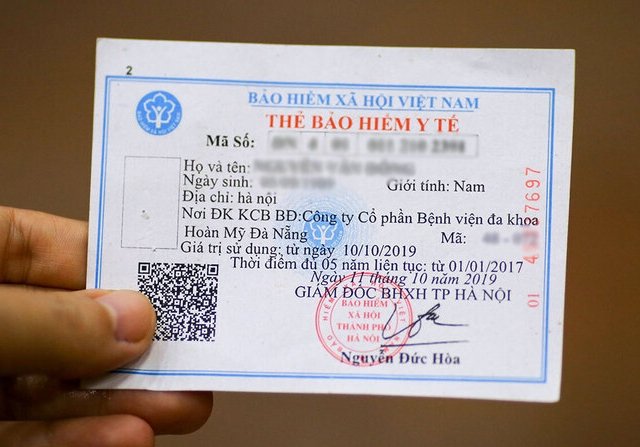 2
BẢO HIỂM XÃ HỘI VIỆT NAM
THẺ BẢO HIỂM Y TẾ
Mã Số:
Họ và tên:
Ngày sinh. Giới tính: Nam
Địa chỉ: hà nội
Nơi ĐK KCB BĐ:Công ty Cổ phần Bệnh viện đa khoa
Hoàn Mỹ Đà Nẵng Mã:
Giá trị sử dụng: từ ngày 10/10/2019
Thời điểm đủ 05 năm liên tục: từ 01/01/2017
Ngày 11 tháng 10 năm 2019
GIÁM ĐỐC BHXH TP HÀ NỘI
BẢO HIỂM
XÃ HỘI
THÀNH PHỐ
HÀ NỘI
Nguyễn Đức Hòa